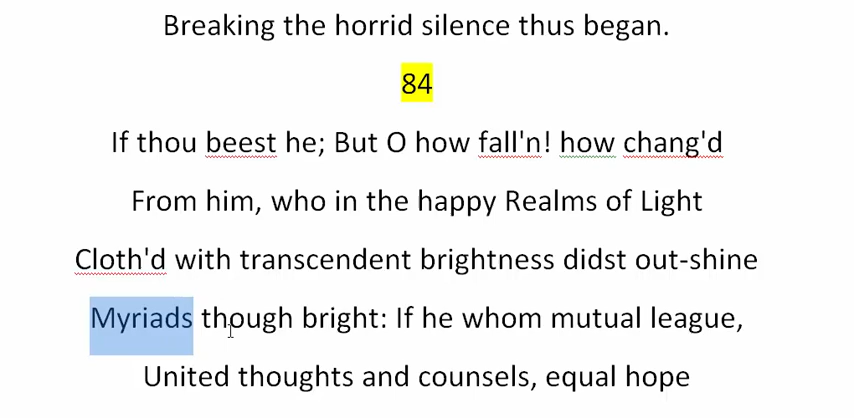 Breaking the horrid silence thus began.
84
If thou beest he; But O how fall'n! how chang'd
From him, who in the happy Realms of Light
Cloth'd with transcendent brightness didst out-shine
Myriads though bright: If he whom mutual league,
United thoughts and counsels, equal hope